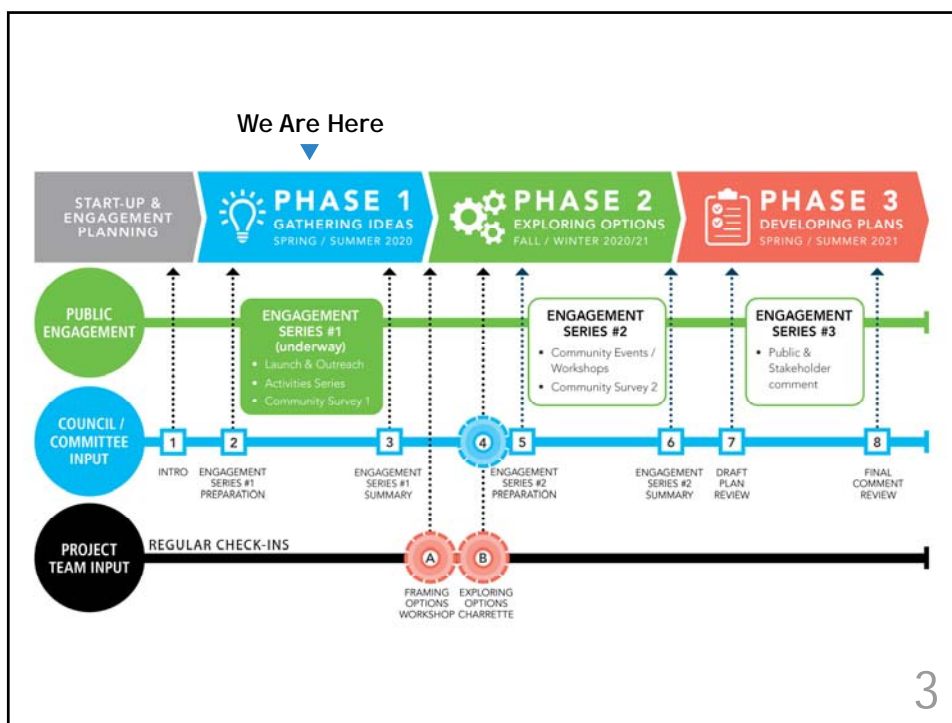 We Are Here
START-UP &
ENGAGEMENT
PLANNING
PHASE 1
GATHERING IDEAS
SPRING / SUMMER 2020
PHASE 2
EXPLORING OPTIONS
FALL / WINTER 2020/21
PHASE 3
DEVELOPING PLANS
SPRING / SUMMER 2021
PUBLIC
ENGAGEMENT
ENGAGEMENT
SERIES #1
(underway)
• Launch & Outreach
• Activities Series
• Community Survey 1
ENGAGEMENT
SERIES #2
• Community Events /
Workshops
• Community Survey 2
ENGAGEMENT
SERIES #3
• Public &
Stakeholder
comment
COUNCIL /
COMMITTEE
INPUT
1
INTRO
2
ENGAGEMENT
SERIES #1
PREPARATION
3
ENGAGEMENT
SERIES #1
SUMMARY
4
5
ENGAGEMENT
SERIES #2
PREPARATION
6
ENGAGEMENT
SERIES #2
SUMMARY
7
DRAFT
PLAN
REVIEW
8
FINAL
COMMENT
REVIEW
PROJECT
TEAM INPUT
REGULAR CHECK-INS
A
FRAMING
OPTIONS
WORKSHOP
B
EXPLORING
OPTIONS
CHARRETTE
3